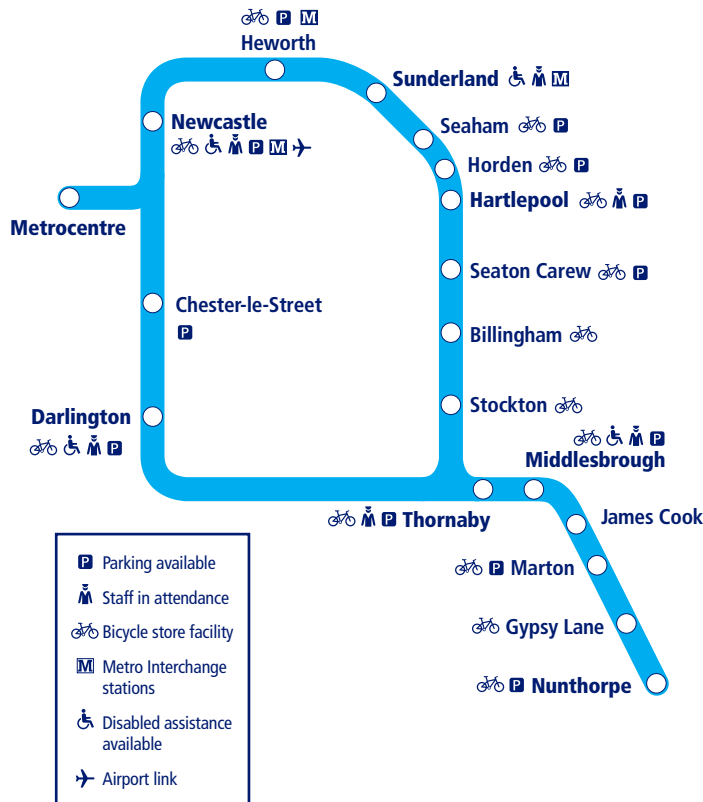 M
Heworth
Sunderland M
Newcastle
P M
Seaham P
Horden P
Hartlepool P
Metrocentre
Seaton Carew P
Chester-le-Street
P
Billingham
Darlington
P
Stockton
P
Middlesbrough
P Thornaby
James Cook
P Marton
Gypsy Lane
P Nunthorpe
P Parking available
Staff in attendance
Bicycle store facility
M Metro Interchange
stations
Disabled assistance
available
Airport link